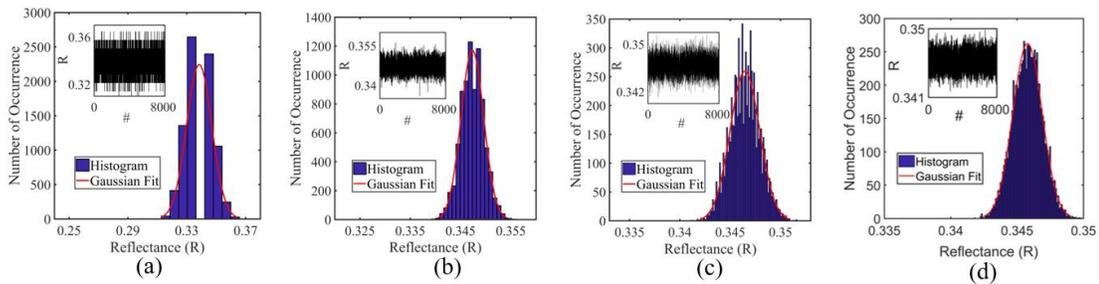 3000
2500
2000
1500
1000
500
0
Number of Occurrence
0.36
0.32
R
0
8000
#
Histogram
Gaussian Fit
0.25
0.29
0.33
0.37
Reflectance (R)
(a)
1400
1200
1000
800
600
400
200
0
Number of Occurrence
0.355
0.34
R
0
8000
#
Histogram
Gaussian Fit
0.325
0.335
0.345
0.355
Reflectance (R)
(b)
350
300
250
200
150
100
50
0
Number of Occurrence
0.35
0.342
R
0
8000
#
Histogram
Gaussian Fit
0.335
0.34
0.345
0.35
Reflectance (R)
(c)
300
250
200
150
100
50
0
Number of Occurrence
0.35
0.341
R
0
8000
#
Histogram
Gaussian Fit
0.335
0.34
0.345
0.35
Reflectance (R)
(d)